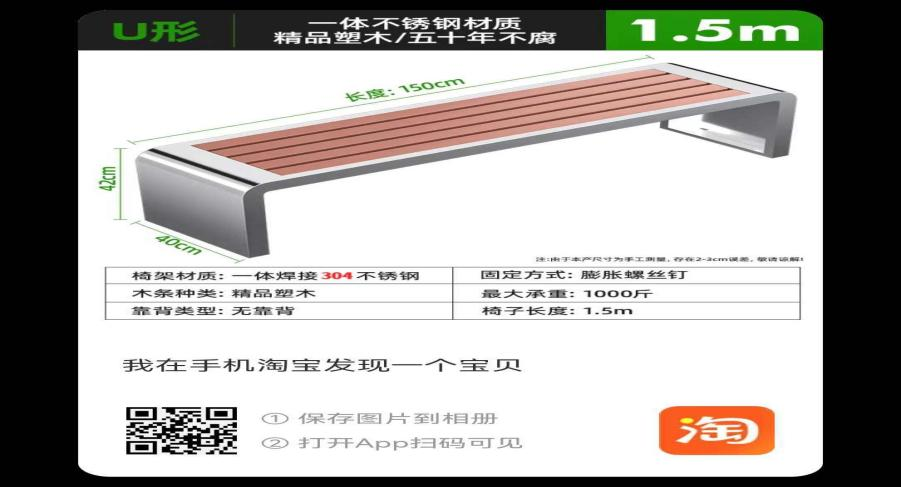 U形
一体不锈钢材质
精品塑木/五十年不腐
1.5m
长度：150cm
42cm
40cm
注:由于本产尺寸为手工测量，存在2-3cm误差，敬请谅解!
椅架材质：一体焊接304不锈钢
固定方式：膨胀螺丝钉
木条种类：精品塑木
最大承重：1000斤
靠背类型：无靠背
椅子长度：1.5m
我在手机淘宝发现一个宝贝
① 保存图片到相册
② 打开App扫码可见
淘